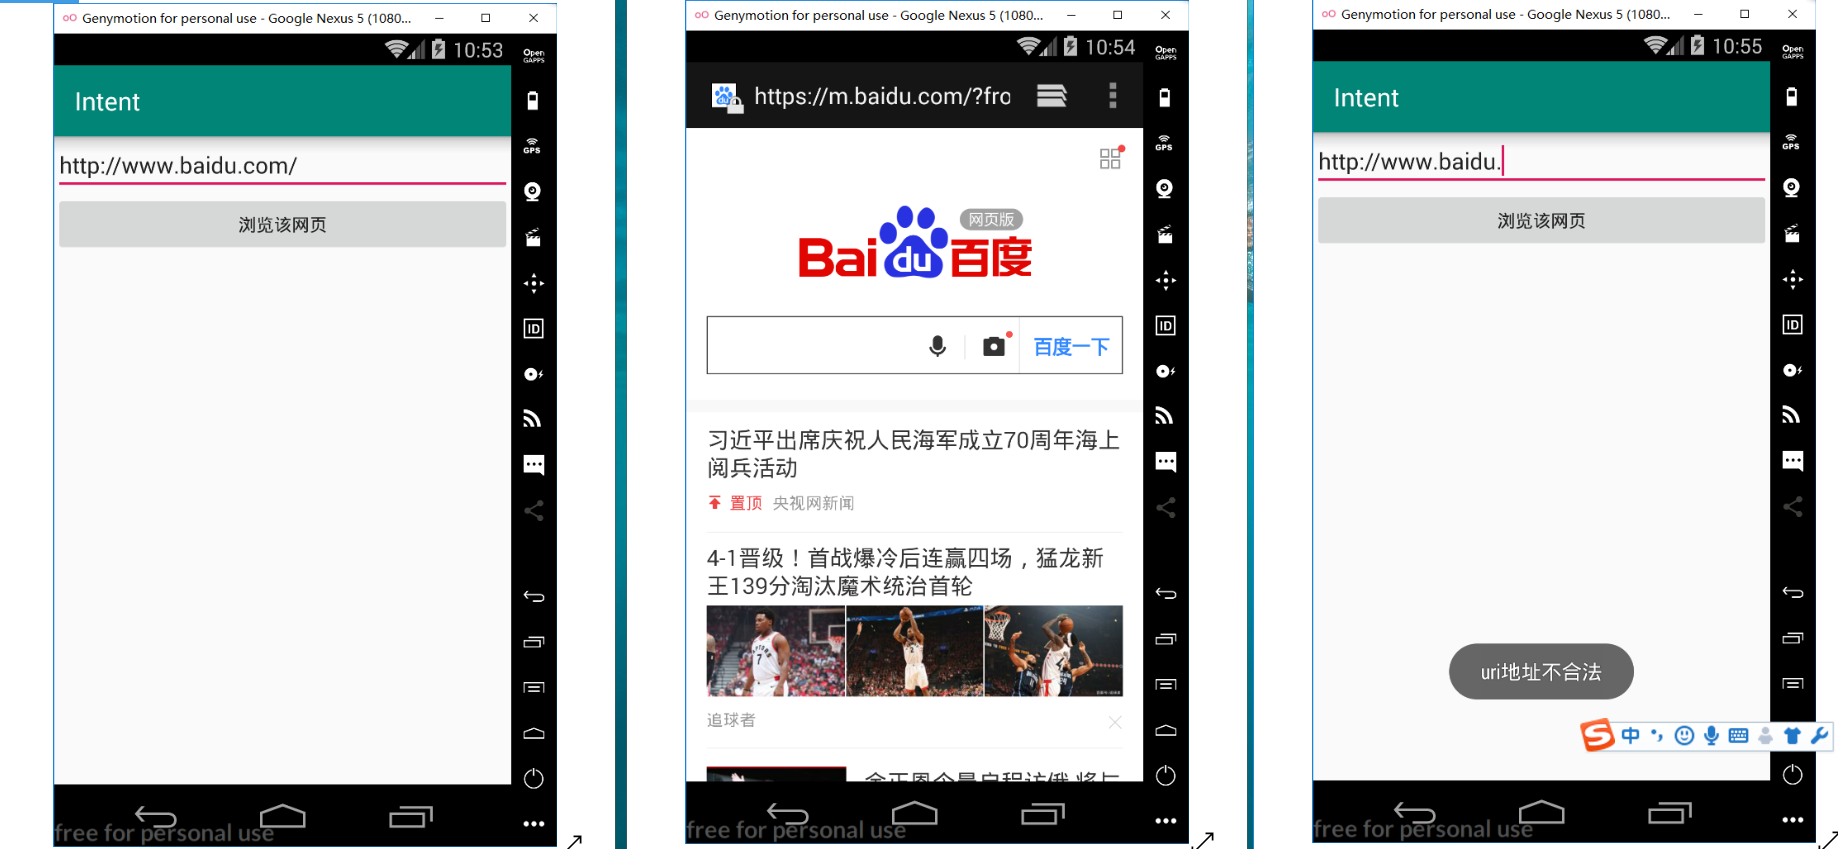 Genymotion for personal use - Google Nexus 5 (1080...
10:53
Open
GAPPS
Intent
http://www.baidu.com/
GPS
浏览该网页
ID
free for personal use
Genymotion for personal use - Google Nexus 5 (1080...
10:54
Open
GAPPS
https://m.baidu.com/?fro
GPS
网页版
Bai du 百度
百度一下
ID
习近平出席庆祝人民海军成立70周年海上
阅兵活动
置顶 央视网新闻
4-1晋级！首战爆冷后连赢四场，猛龙新
王139分淘汰魔术统治首轮
追球者
free for personal use
Genymotion for personal use - Google Nexus 5 (1080...
10:55
Open
GAPPS
Intent
http://www.baidu.
GPS
浏览该网页
ID
uri地址不合法
中
free for personal use